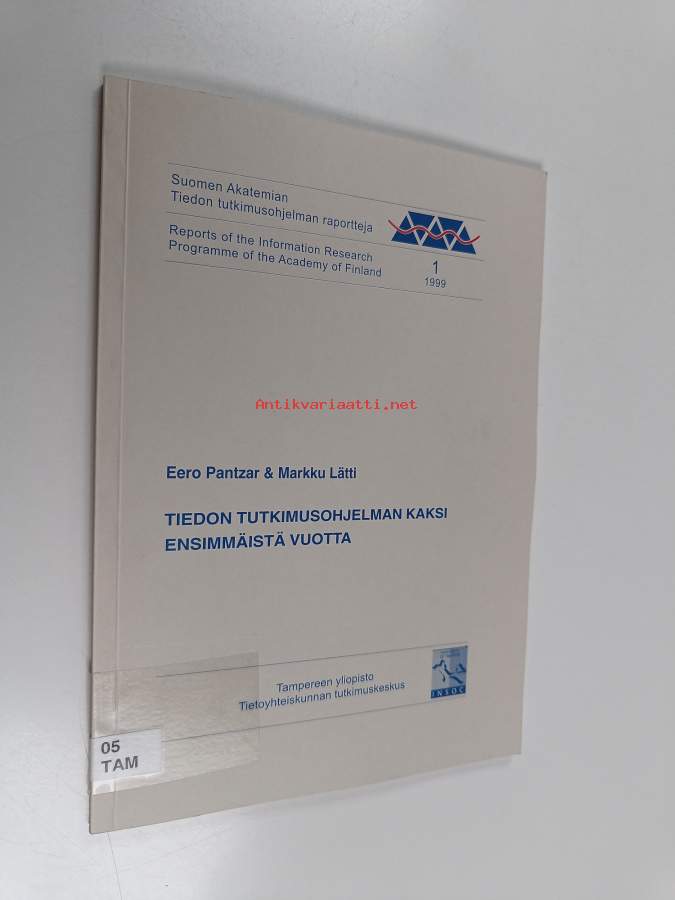 Suomen Akatemian
Tiedon tutkimusohjelman raportteja
Reports of the Information Research
Programme of the Academy of Finland
1
1999
Antikvariaatti.net
Eero Pantzar & Markku Lätti
TIEDON TUTKIMUSOHJELMAN KAKSI
ENSIMMÄISTÄ VUOTTA
Tampereen yliopisto
Tietoyhteiskunnan tutkimuskeskus
INSOC
05
TAM